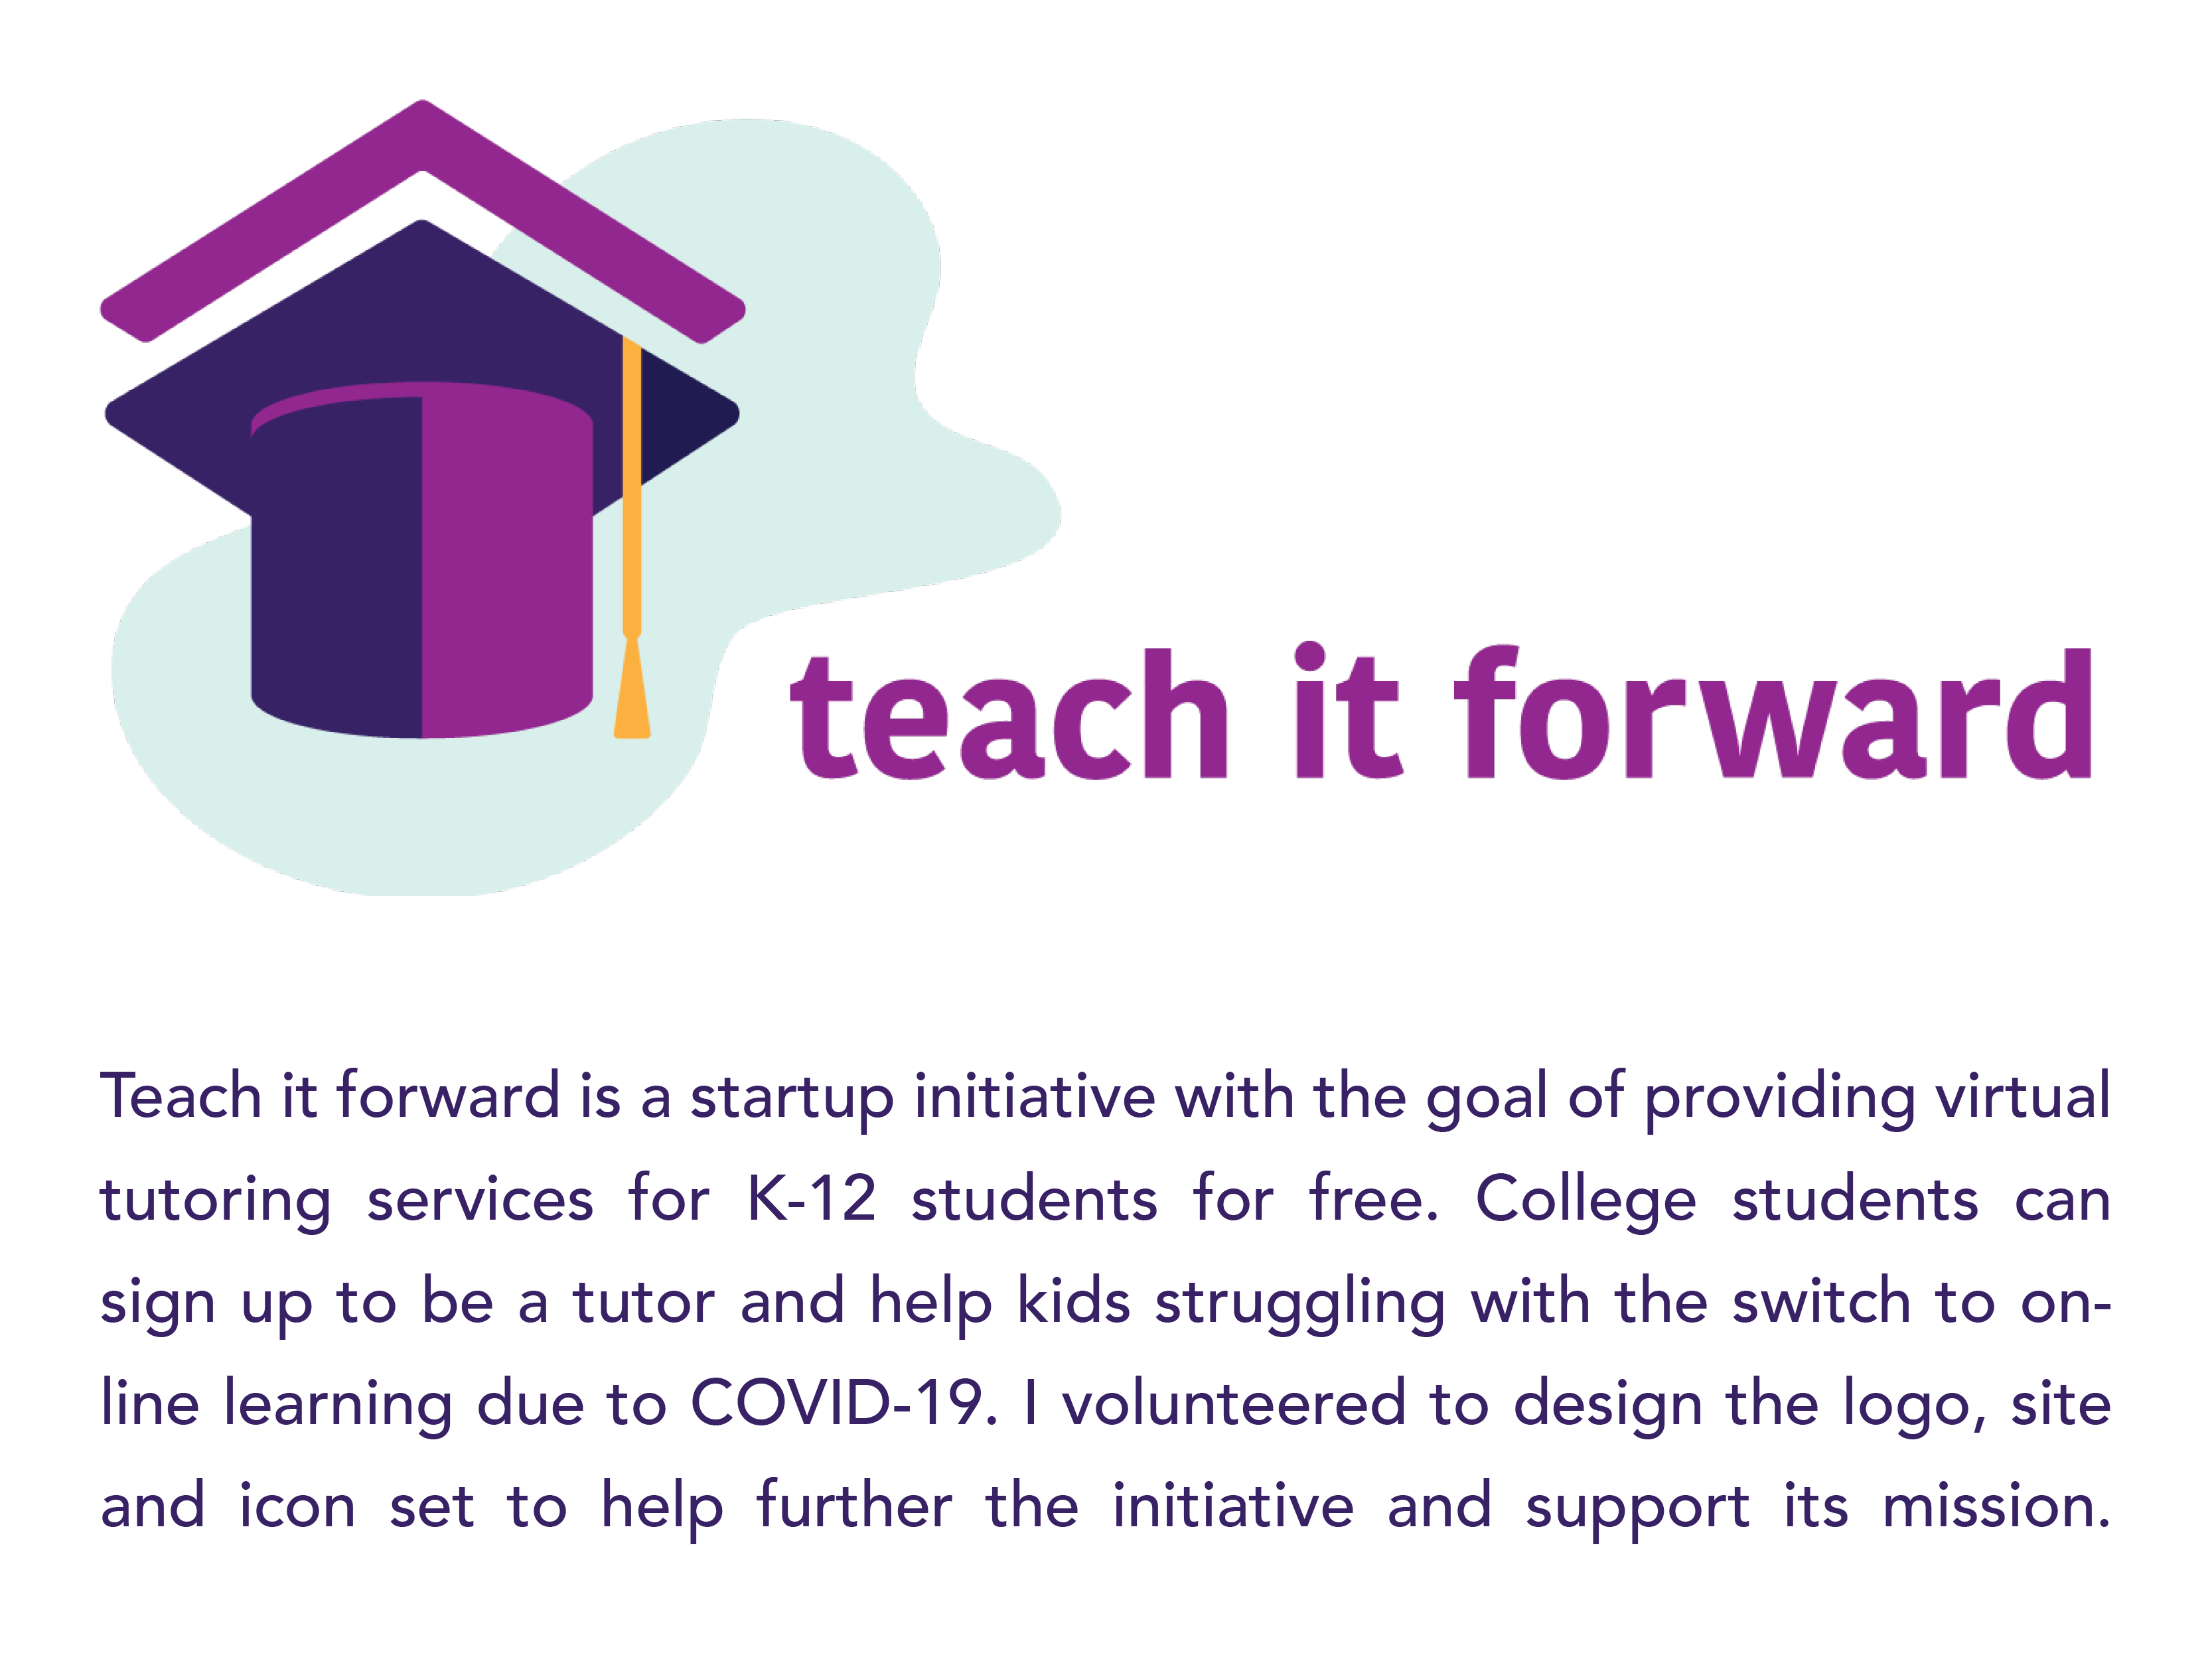 teach it forward
Teach it forward is a startup initiative with the goal of providing virtual
tutoring services for K-12 students for free. College students can
sign up to be a tutor and help kids struggling with the switch to on-
line learning due to COVID-19. I volunteered to design the logo, site
and icon set to help further the initiative and support its mission.